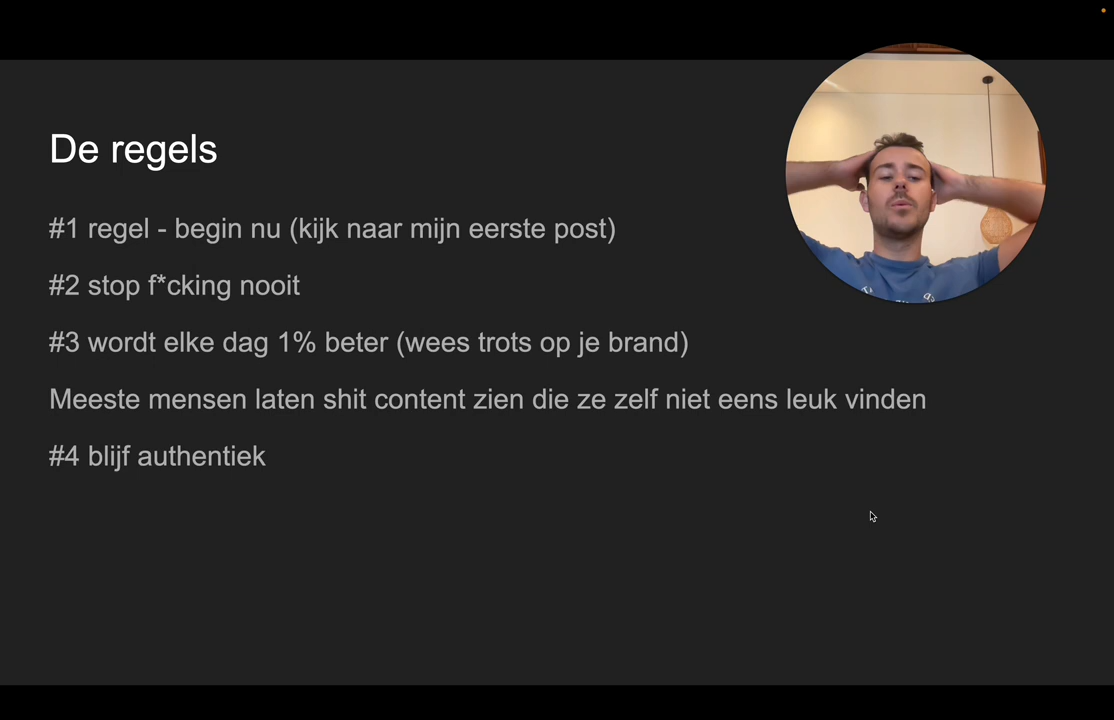 De regels
#1 regel - begin nu (kijk naar mijn eerste post)
#2 stop f*cking nooit
#3 wordt elke dag 1% beter (wees trots op je brand)
Meeste mensen laten shit content zien die ze zelf niet eens leuk vinden
#4 blijf authentiek